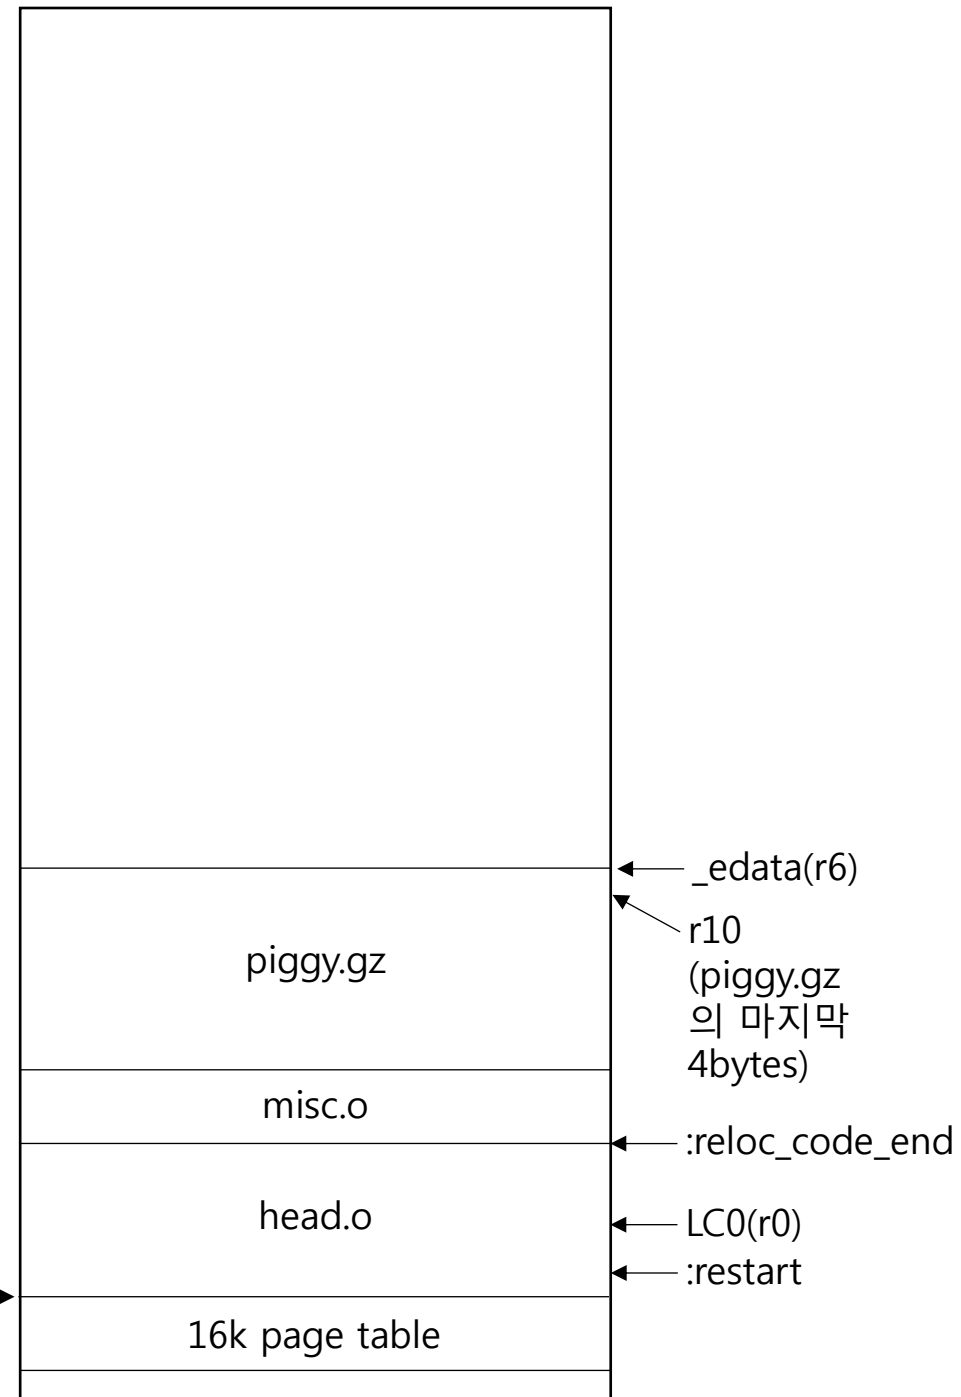 _edata(r6)
r10
(piggy.gz
의 마지막
4bytes)
piggy.gz
misc.o
:reloc_code_end
head.o
LC0(r0)
:restart
16k page table